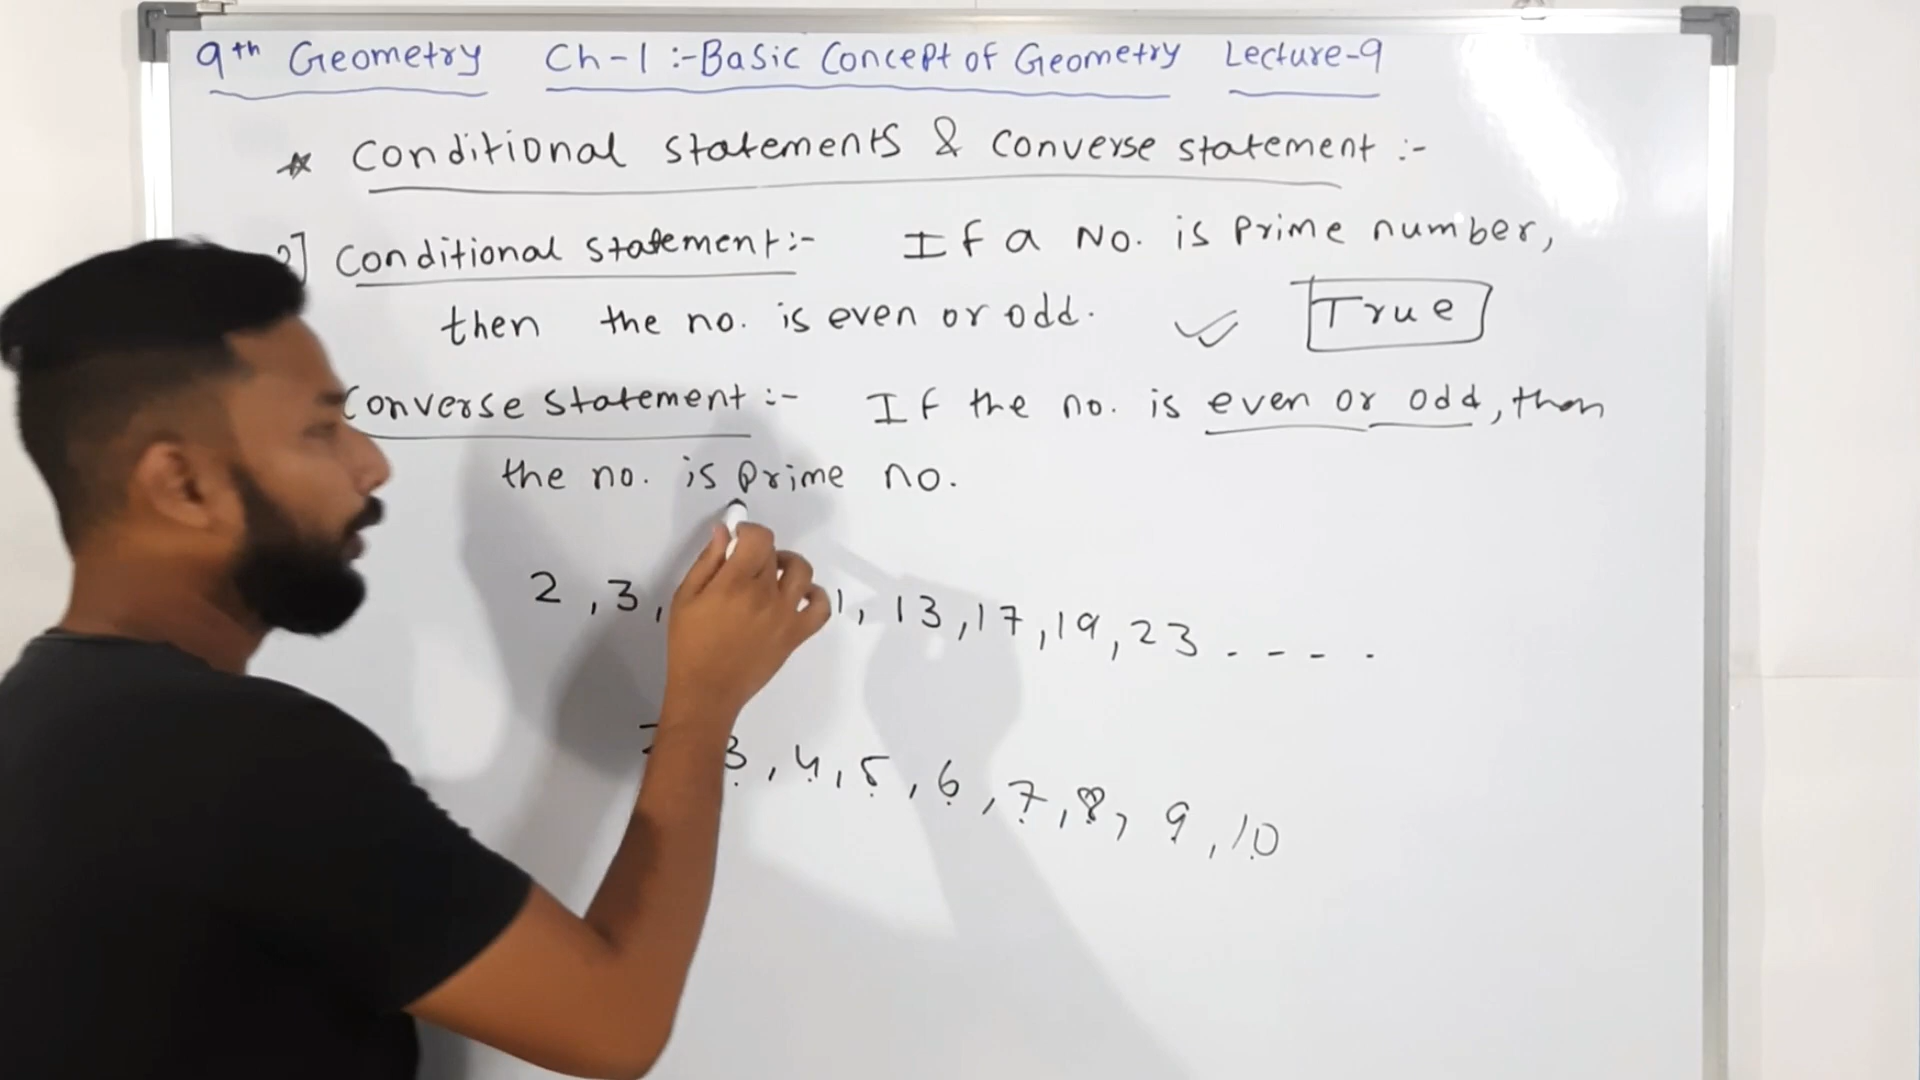 9th Geometry Ch-1 :- Basic Concept of Geometry Lecture-9
* Conditional statements & Converse statement :-
Conditional statement :- If a No. is Prime number,
then the no. is even or odd. ✓ True
Converse statement :- If the no. is even or odd, then
the no. is prime no.
2, 3, 13, 17, 19, 23 - - - -
3, 4, 5, 6, 7, 8, 9, 10